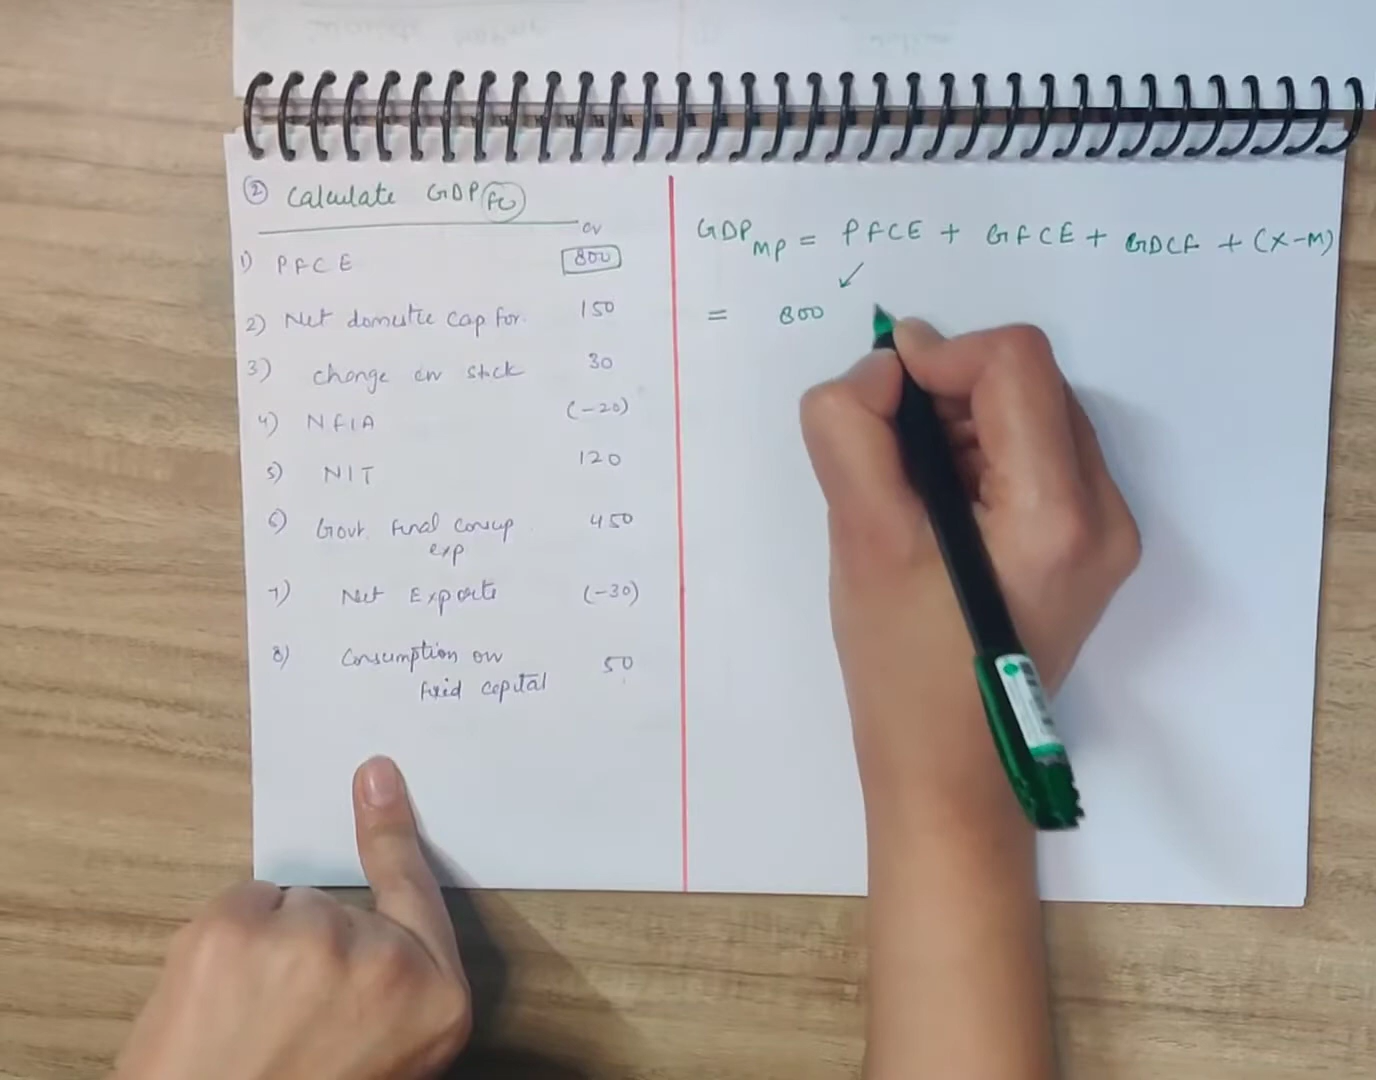 ② Calculate GDP fc
cr
1) PFCE 800
2) Net domestic cap for. 150
3) change in stock 30
4) NFIA (-20)
5) NIT 120
6) Govt. final consup 450
exp
7) Net Exports (-30)
8) Consumption on
fixed capital 50
GDP MP = PFCE + GFCE + GDCF + (X-M)
= 800